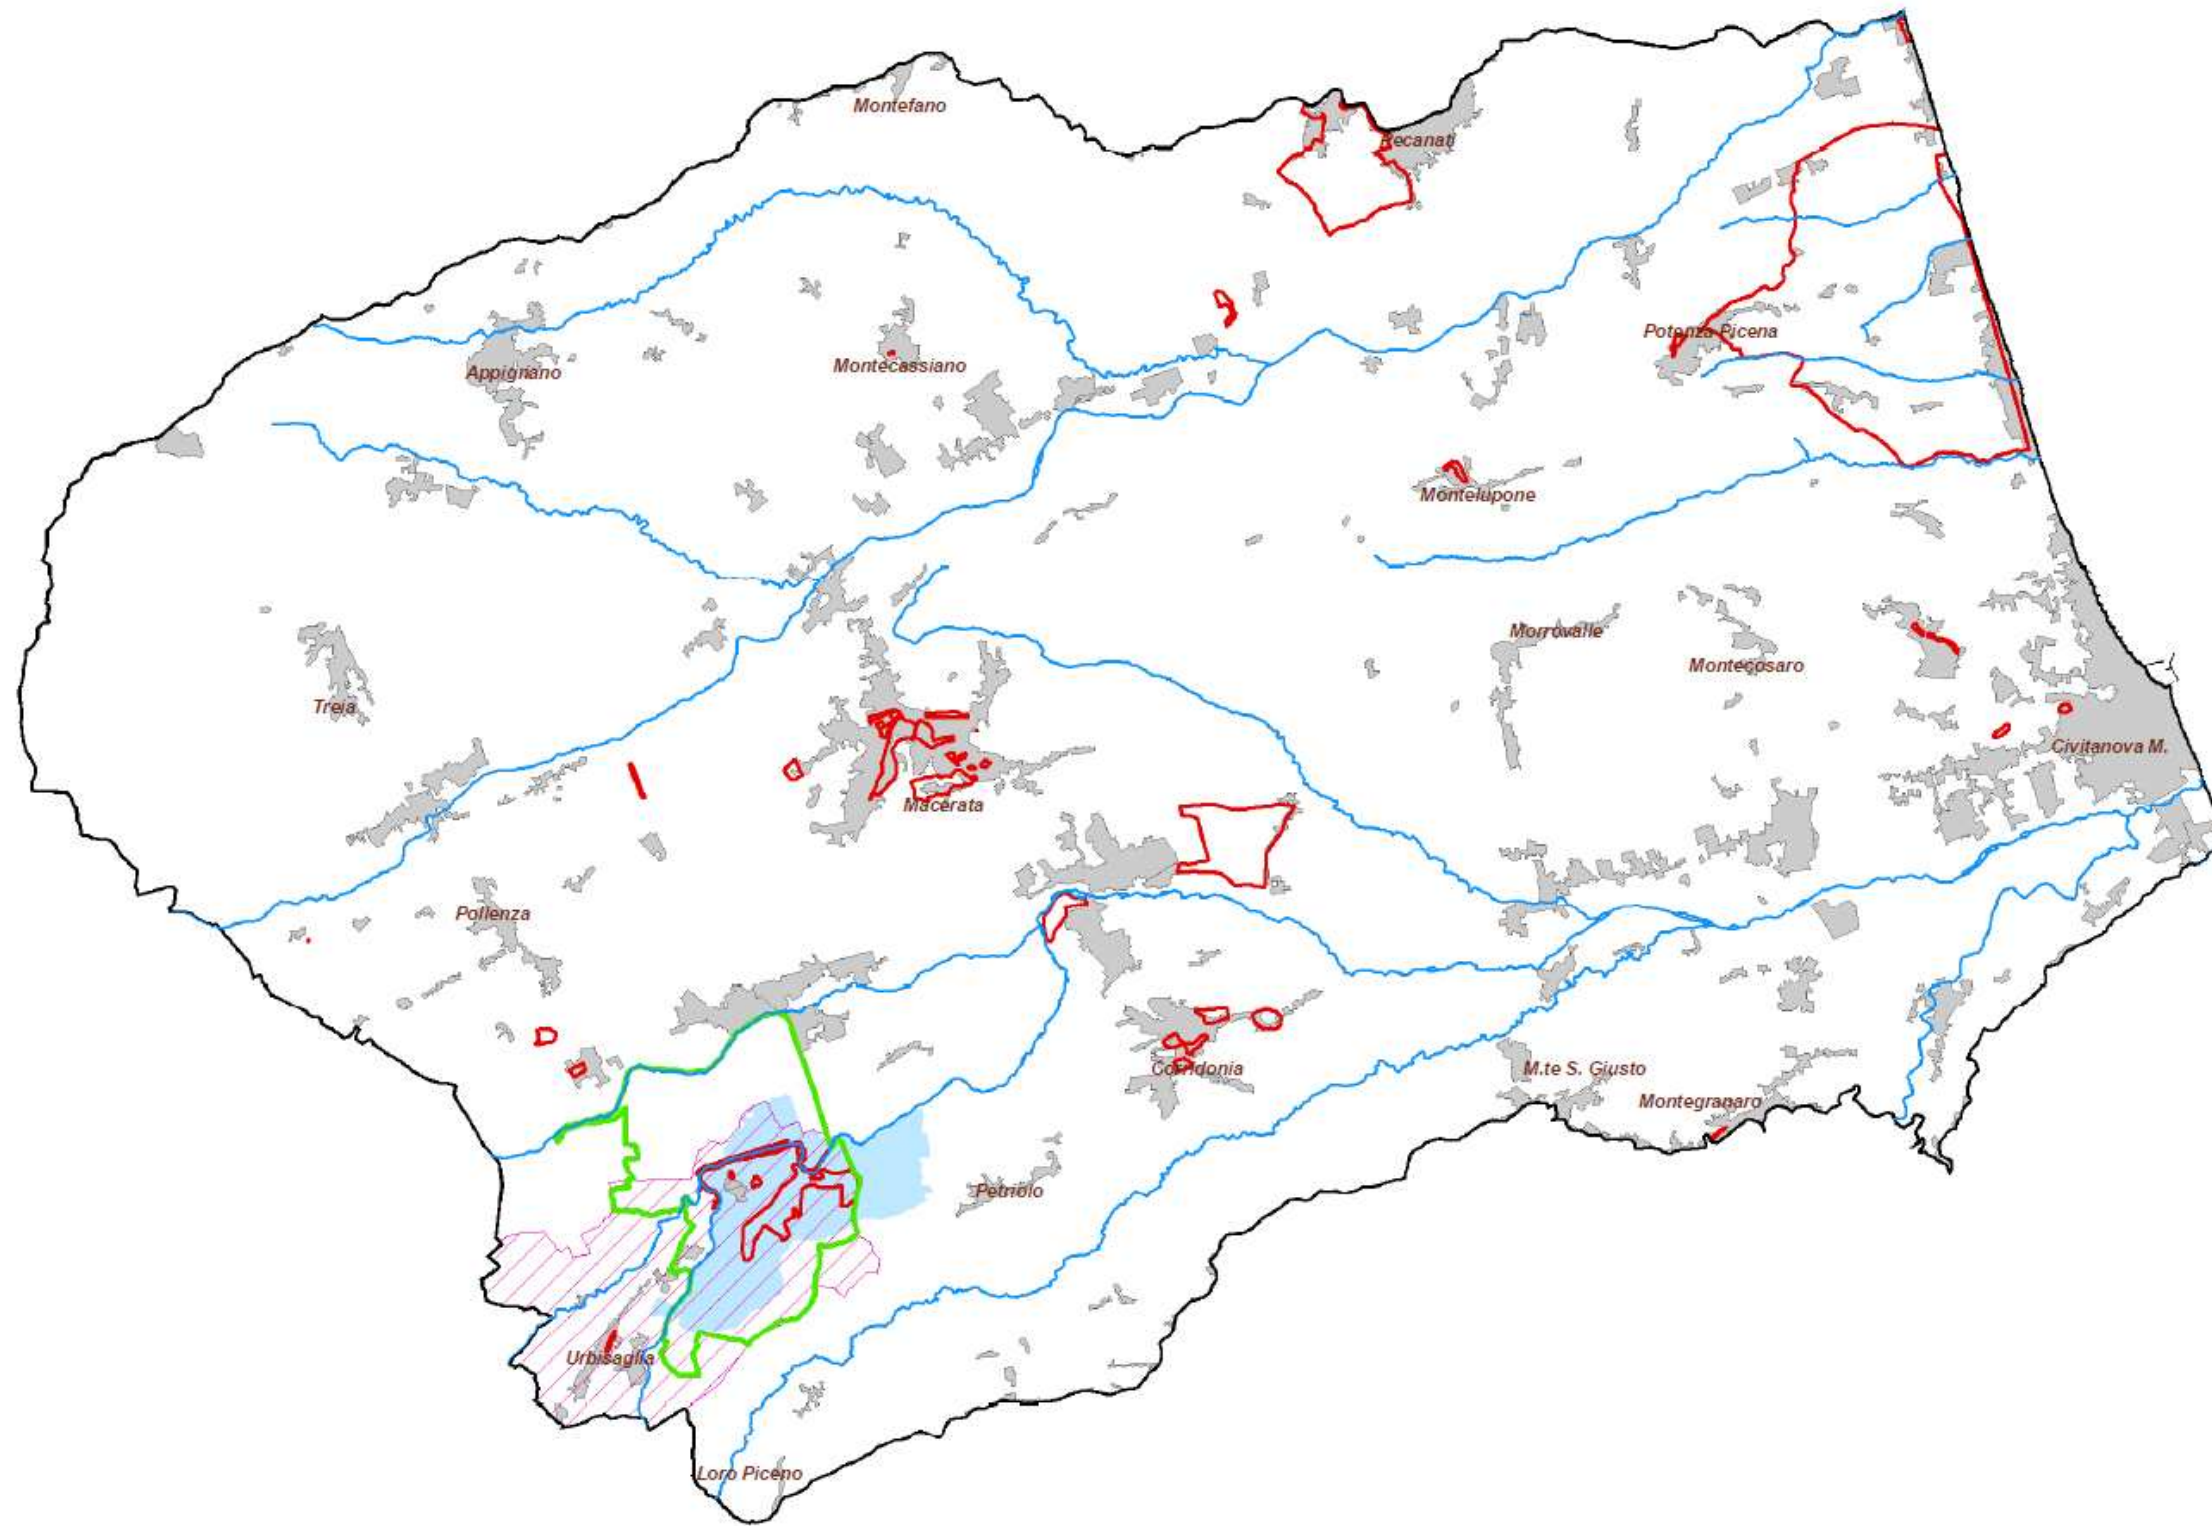 Montefano
Recanati
Potenza Picena
Montecassiano
Appignano
Montelupone
Morrovalle
Montecosaro
Treia
Civitanova M.
Macerata
Pollenza
Corridonia
M.te S. Giusto
Montegranaro
Petriolo
Urbisaglia
Loro Piceno